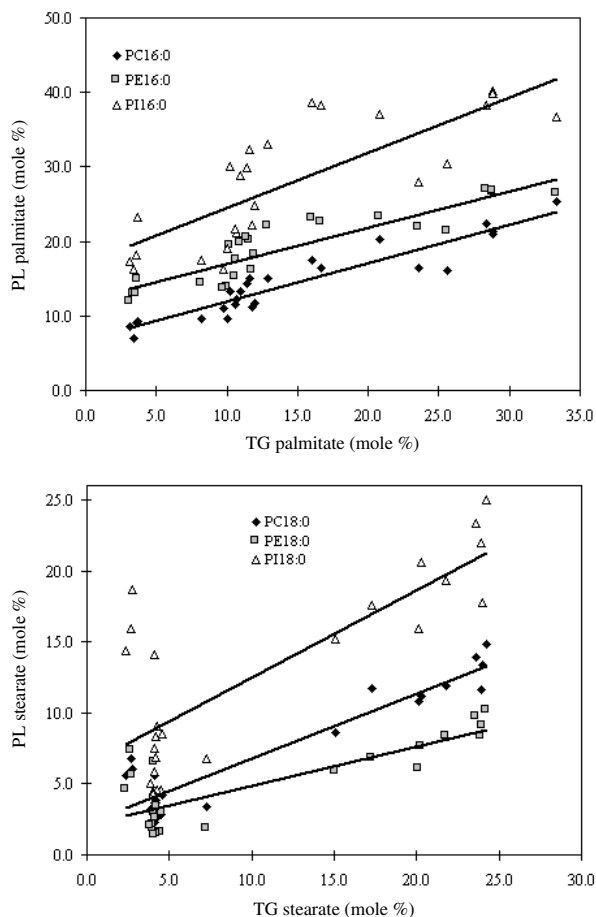 50.0
PC16:0
PE16:0
PI16:0
40.0
30.0
20.0
10.0
0.0
PL palmitate (mole %)
0.0 5.0 10.0 15.0 20.0 25.0 30.0 35.0
TG palmitate (mole %)
25.0
PC18:0
PE18:0
PI18:0
20.0
15.0
10.0
5.0
0.0
PL stearate (mole %)
0.0 5.0 10.0 15.0 20.0 25.0 30.0
TG stearate (mole %)